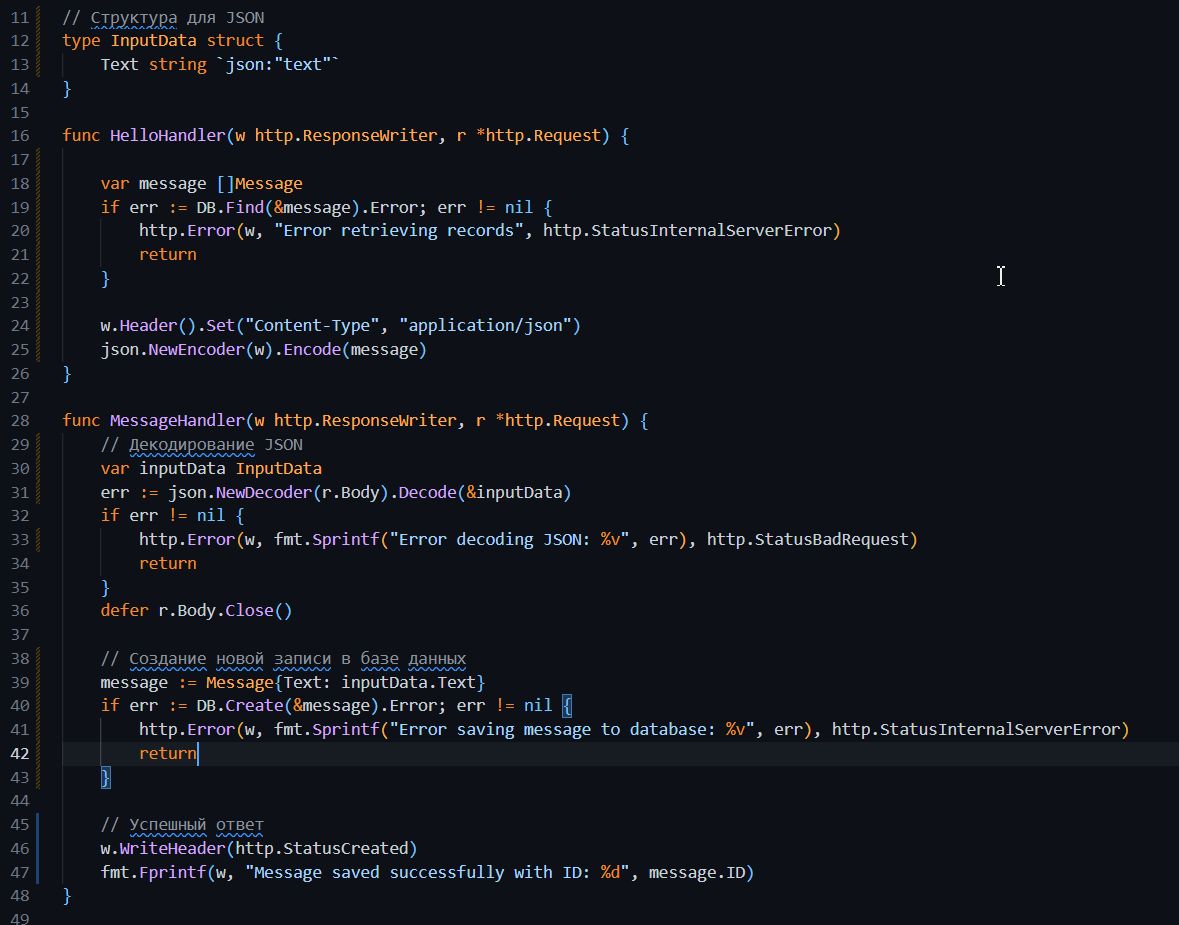 11 // Структура для JSON
12 type InputData struct {
13     Text string `json:"text"`
14 }
15
16 func HelloHandler(w http.ResponseWriter, r *http.Request) {
17
18     var message []Message
19     if err := DB.Find(&message).Error; err != nil {
20         http.Error(w, "Error retrieving records", http.StatusInternalServerError)
21         return
22     }
23
24     w.Header().Set("Content-Type", "application/json")
25     json.NewEncoder(w).Encode(message)
26 }
27
28 func MessageHandler(w http.ResponseWriter, r *http.Request) {
29     // Декодирование JSON
30     var inputData InputData
31     err := json.NewDecoder(r.Body).Decode(&inputData)
32     if err != nil {
33         http.Error(w, fmt.Sprintf("Error decoding JSON: %v", err), http.StatusBadRequest)
34         return
35     }
36     defer r.Body.Close()
37
38     // Создание новой записи в базе данных
39     message := Message{Text: inputData.Text}
40     if err := DB.Create(&message).Error; err != nil {
41         http.Error(w, fmt.Sprintf("Error saving message to database: %v", err), http.StatusInternalServerError)
42         return
43     }
44
45     // Успешный ответ
46     w.WriteHeader(http.StatusCreated)
47     fmt.Fprintf(w, "Message saved successfully with ID: %d", message.ID)
48 }
49